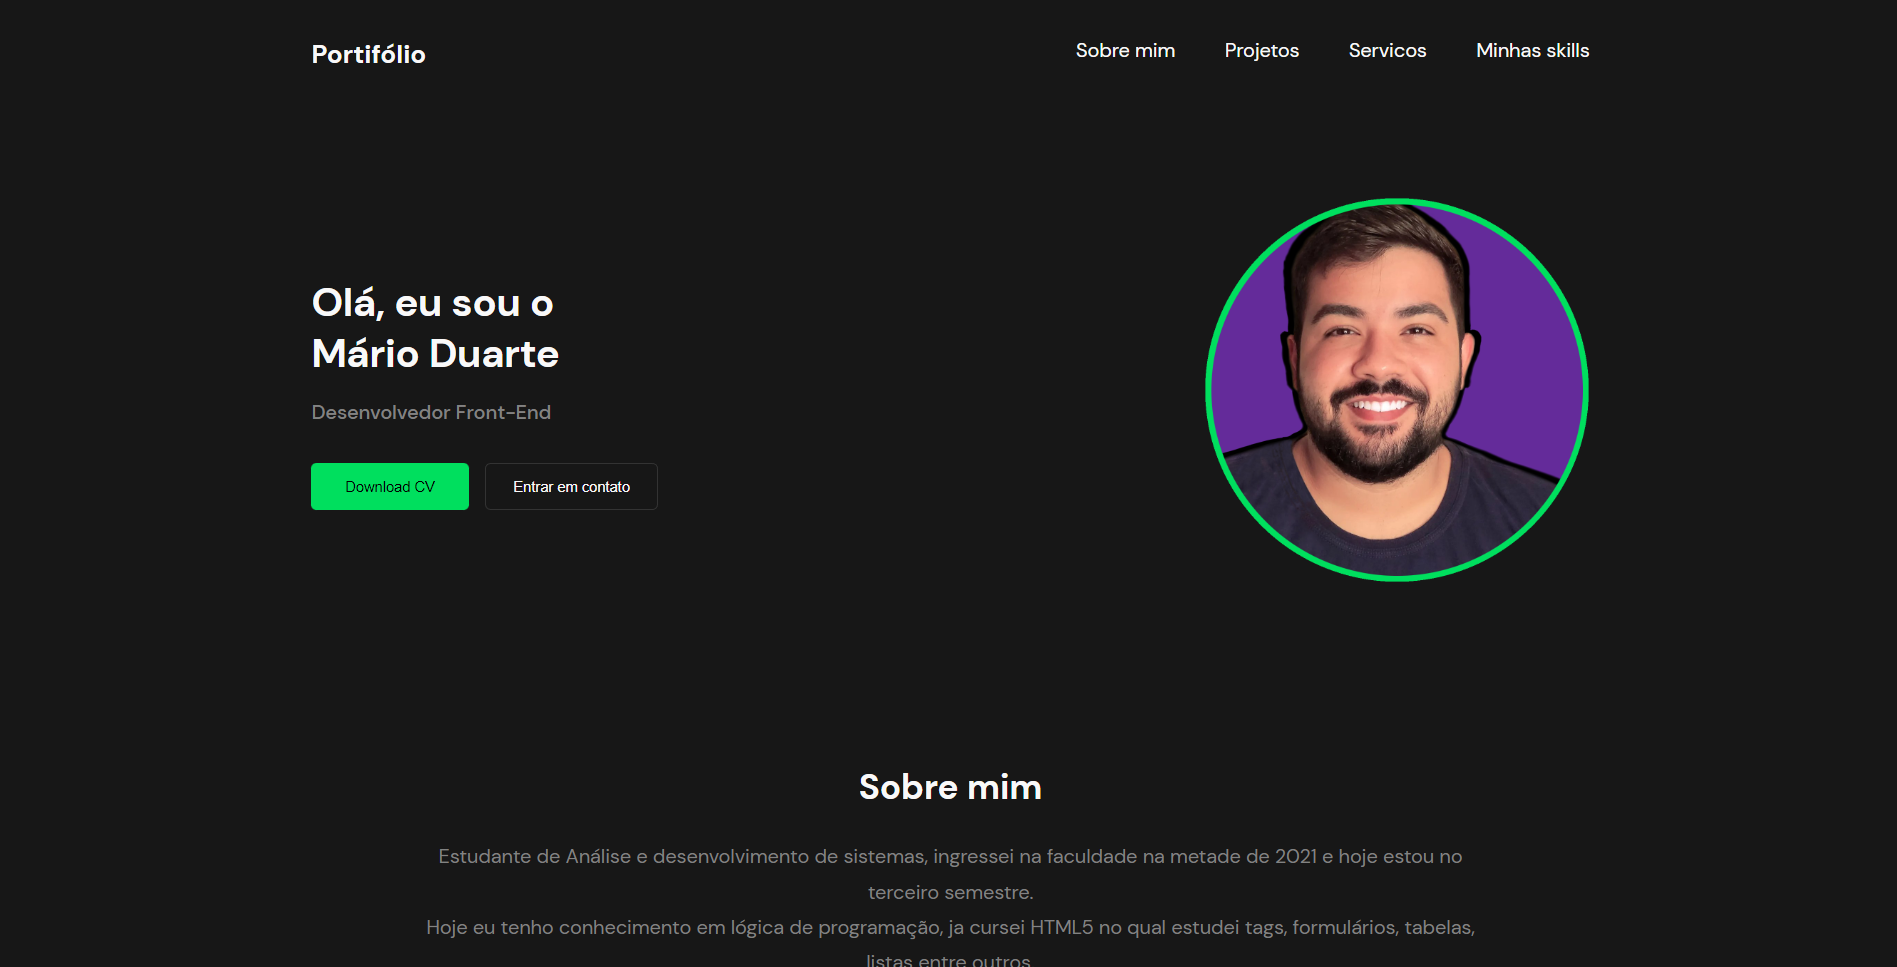 Portifólio
Sobre mim Projetos Servicos Minhas skills
Olá, eu sou o
Mário Duarte
Desenvolvedor Front-End
Download CV Entrar em contato
Sobre mim
Estudante de Análise e desenvolvimento de sistemas, ingressei na faculdade na metade de 2021 e hoje estou no
terceiro semestre.
Hoje eu tenho conhecimento em lógica de programação, ja cursei HTML5 no qual estudei tags, formulários, tabelas,
listas entre outros